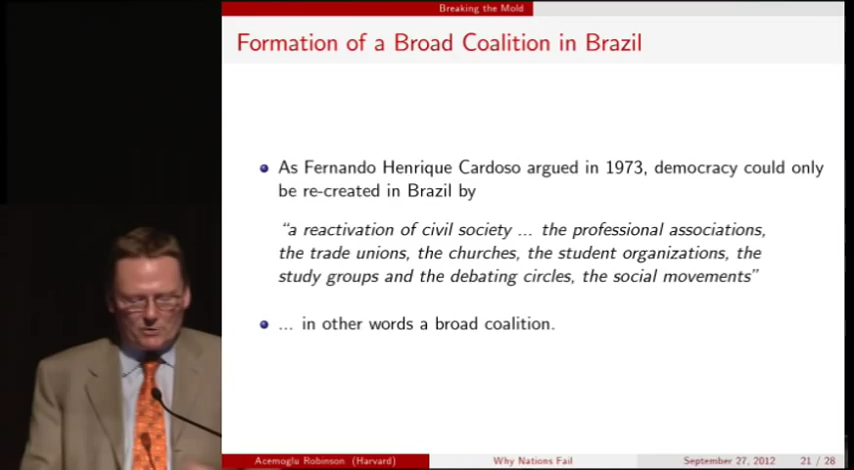 Breaking the Mold
Formation of a Broad Coalition in Brazil
As Fernando Henrique Cardoso argued in 1973, democracy could only
be re-created in Brazil by
“a reactivation of civil society ... the professional associations,
the trade unions, the churches, the student organizations, the
study groups and the debating circles, the social movements”
... in other words a broad coalition.
Acemoglu Robinson (Harvard) Why Nations Fail September 27, 2012 21 / 28